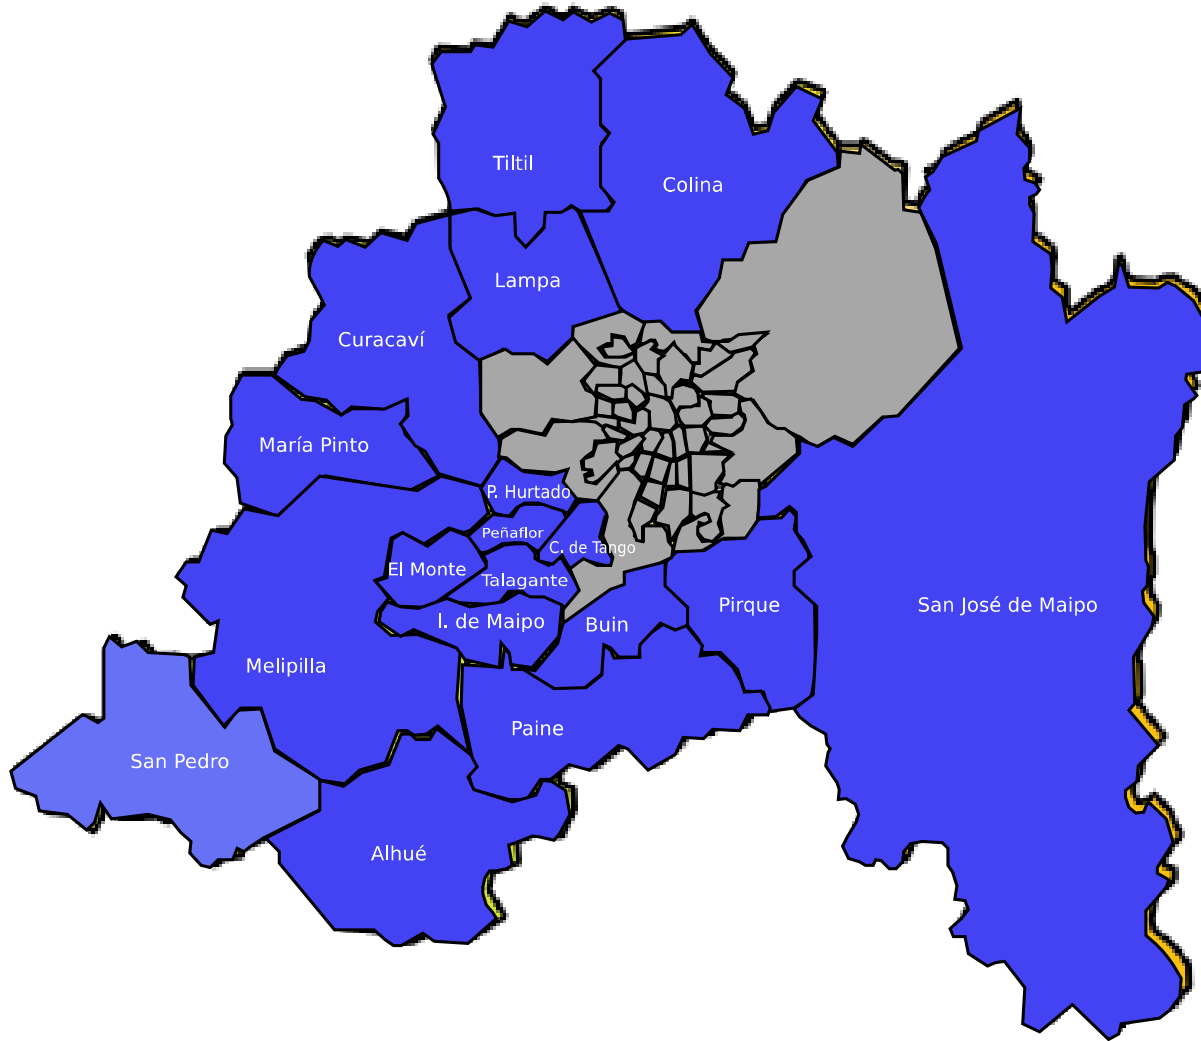 Tiltil
Colina
Lampa
Curacaví
María Pinto
P. Hurtado
Peñaflor
C. de Tango
El Monte
Talagante
San José de Maipo
Pirque
I. de Maipo
Buin
Melipilla
Paine
San Pedro
Alhué